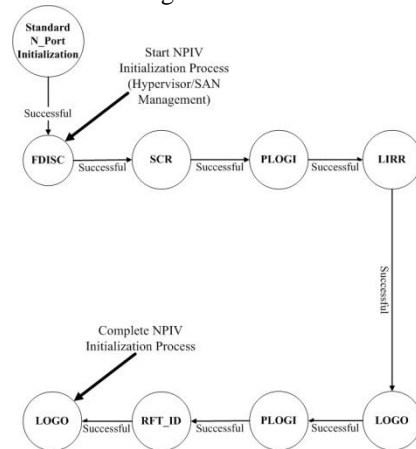 Standard
N_Port
Initialization
Start NPIV
Initialization Process
(Hypervisor/SAN
Management)
Successful
FDISC
Successful
SCR
Successful
PLOGI
Successful
LIRR
Successful
Complete NPIV
Initialization Process
LOGO
Successful
RFT_ID
Successful
PLOGI
Successful
LOGO